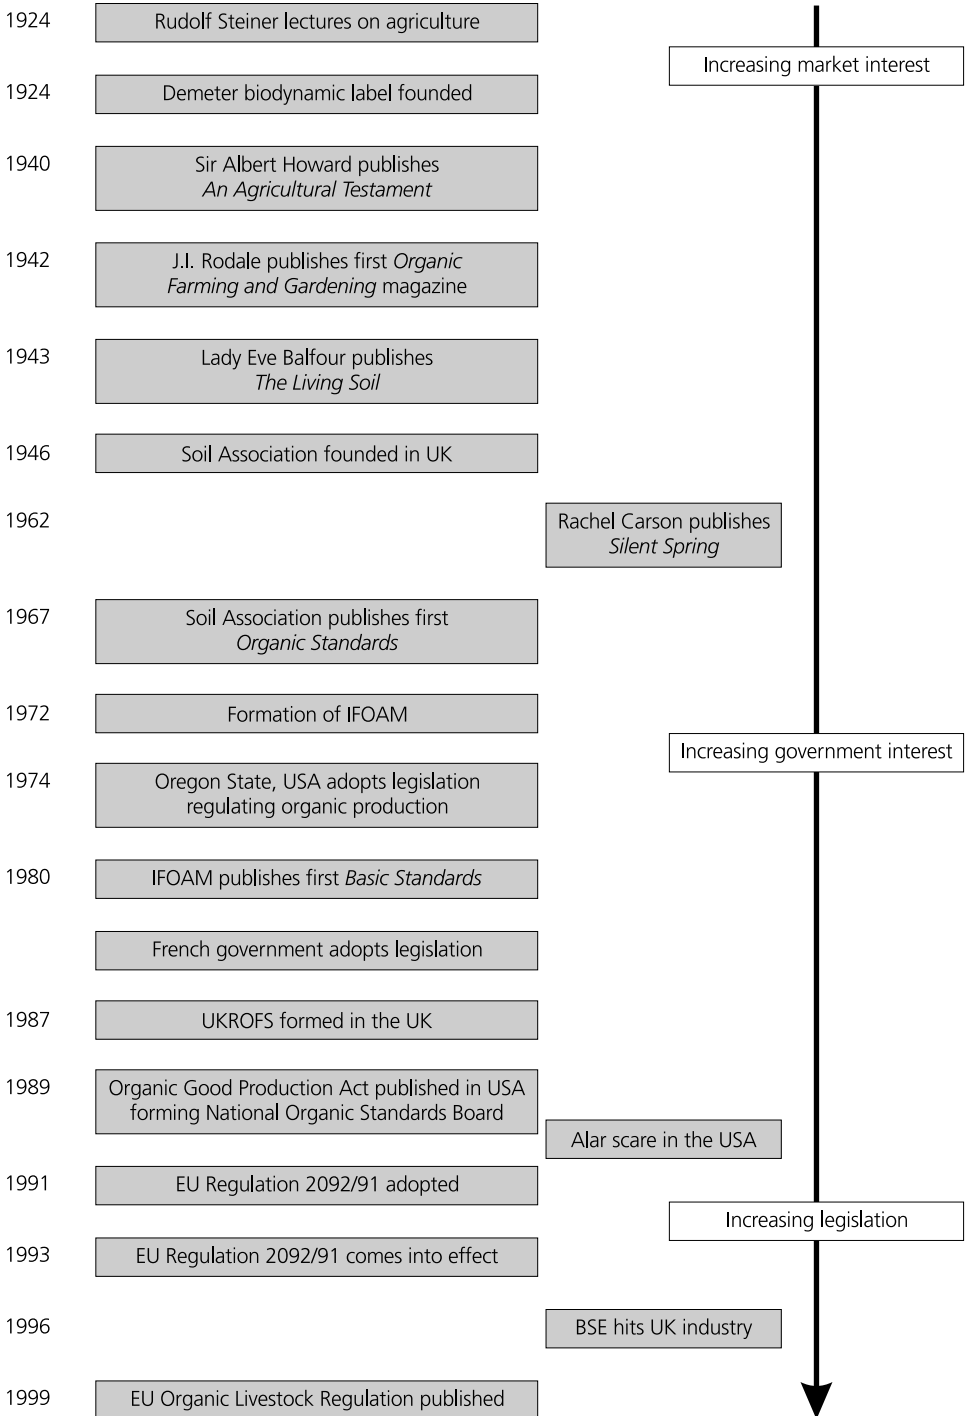 1924
Rudolf Steiner lectures on agriculture
Increasing market interest
1924
Demeter biodynamic label founded
1940
Sir Albert Howard publishes
An Agricultural Testament
1942
J.I. Rodale publishes first Organic
Farming and Gardening magazine
1943
Lady Eve Balfour publishes
The Living Soil
1946
Soil Association founded in UK
1962
Rachel Carson publishes
Silent Spring
1967
Soil Association publishes first
Organic Standards
1972
Formation of IFOAM
Increasing government interest
1974
Oregon State, USA adopts legislation
regulating organic production
1980
IFOAM publishes first Basic Standards
French government adopts legislation
1987
UKROFS formed in the UK
1989
Organic Good Production Act published in USA
forming National Organic Standards Board
Alar scare in the USA
1991
EU Regulation 2092/91 adopted
Increasing legislation
1993
EU Regulation 2092/91 comes into effect
1996
BSE hits UK industry
1999
EU Organic Livestock Regulation published